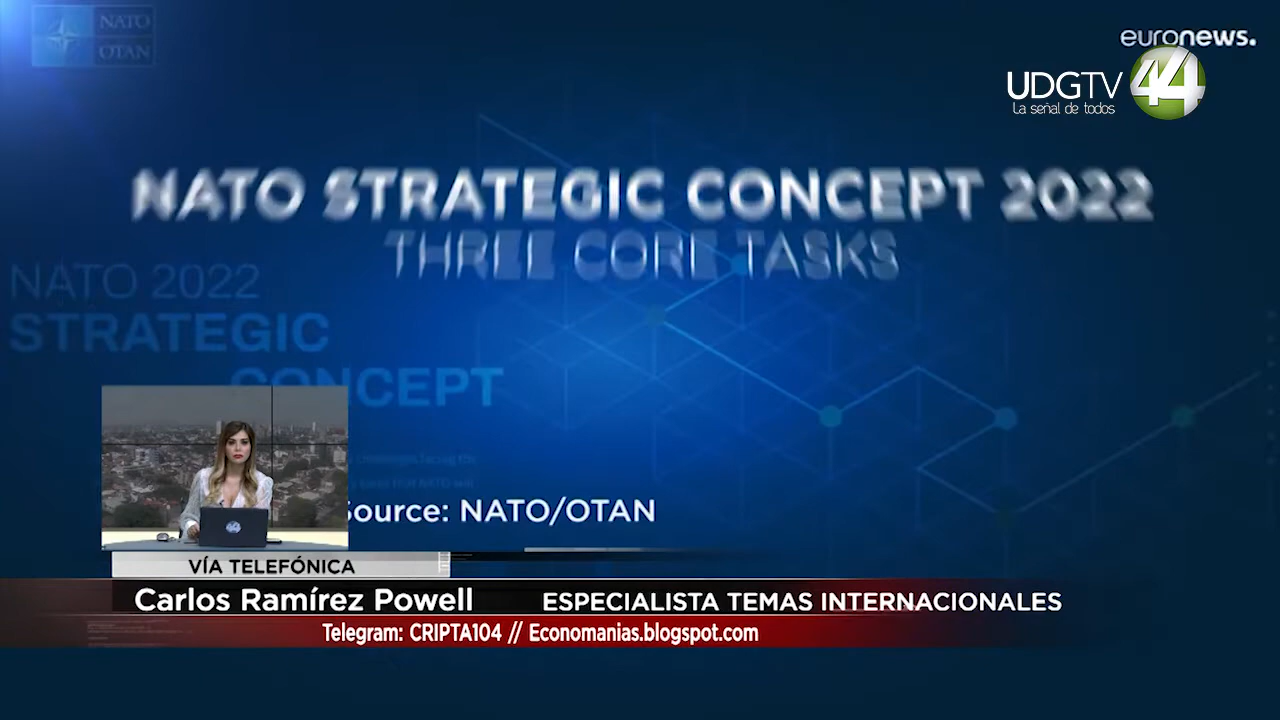 NATO
OTAN
euronews.
UDGTV 44
La señal de todos
NATO STRATEGIC CONCEPT 2022
THREE CORE TASKS
NATO 2022
STRATEGIC
CONCEPT
Source: NATO/OTAN
VÍA TELEFÓNICA
Carlos Ramírez Powell
ESPECIALISTA TEMAS INTERNACIONALES
Telegram: CRIPTA104 // Economanias.blogspot.com